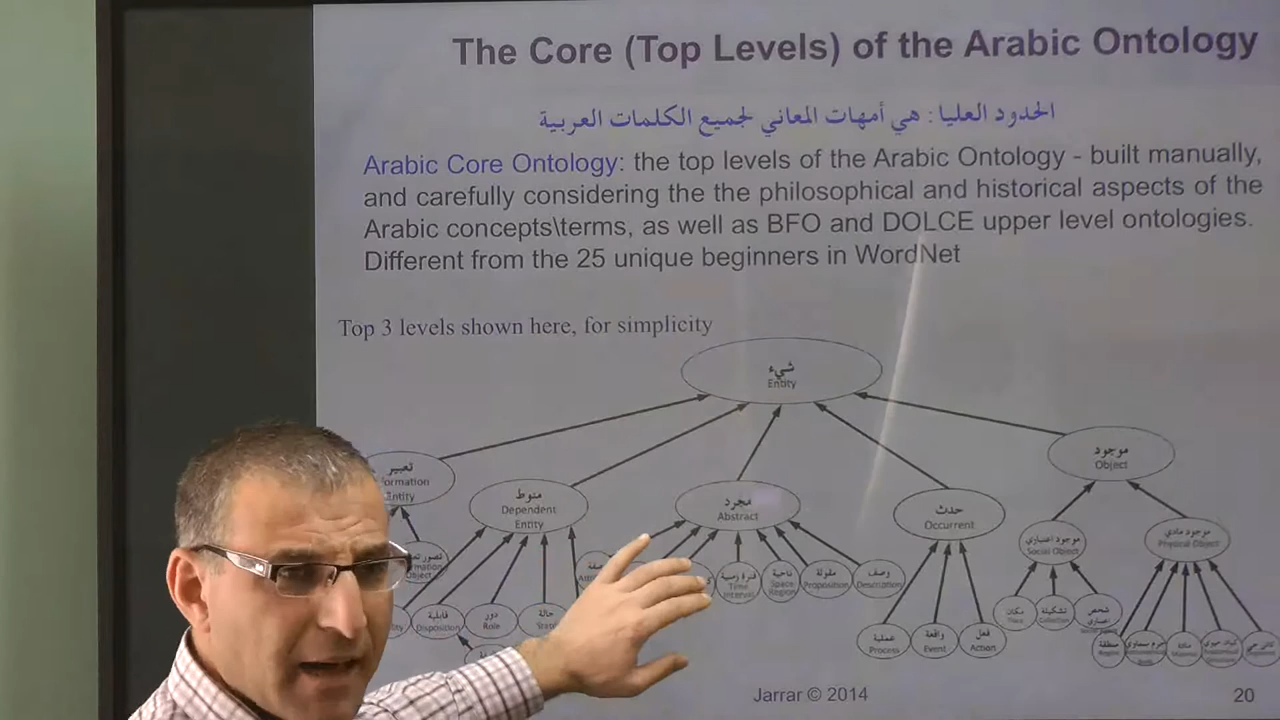 The Core (Top Levels) of the Arabic Ontology
الحدود العليا: هي أمهات المعاني لجميع الكلمات العربية
Arabic Core Ontology: the top levels of the Arabic Ontology - built manually,
and carefully considering the the philosophical and historical aspects of the
Arabic concepts\terms, as well as BFO and DOLCE upper level ontologies.
Different from the 25 unique beginners in WordNet
Top 3 levels shown here, for simplicity
شيء
Entity
تعبير
Entity
منوط
Dependent
Entity
مجرد
Abstract
حدث
Occurrent
موجود
Object
موجود اعتباري
Social Object
موجود مادي
Physical Object
Object
قابلية
Disposition
دور
Role
حالة
فترة زمنية
Time
Interval
ناحية
Space
Region
مقولة
Proposition
وصف
Description
عملية
Process
واقعة
Event
فعل
Action
مكان
Place
تشكيلة
Collection
شخص
اعتباري
منطقة
Region
مادة
Jarrar © 2014
20